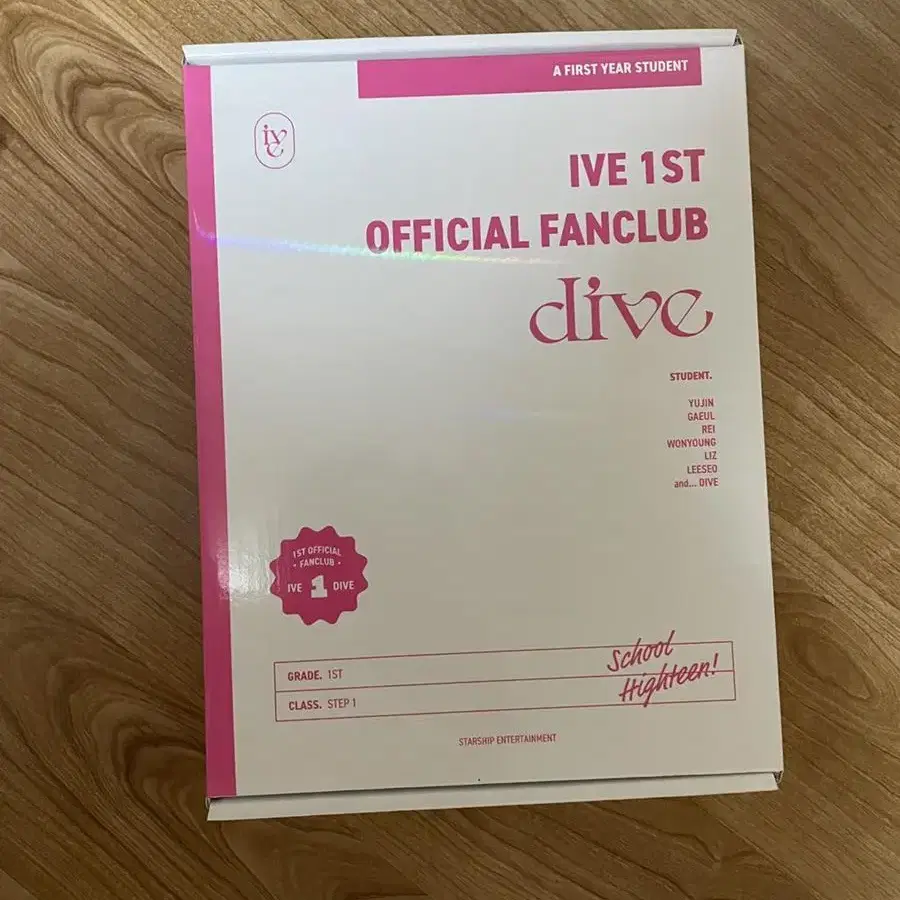 A FIRST YEAR STUDENT
ive
IVE 1ST
OFFICIAL FANCLUB
dive
STUDENT.
YUJIN
GAEUL
REI
WONYOUNG
LIZ
LEESEO
and... DIVE
1ST OFFICIAL
• FANCLUB •
IVE 1 DIVE
GRADE. 1ST
CLASS. STEP 1
School
Highteen!
STARSHIP ENTERTAINMENT